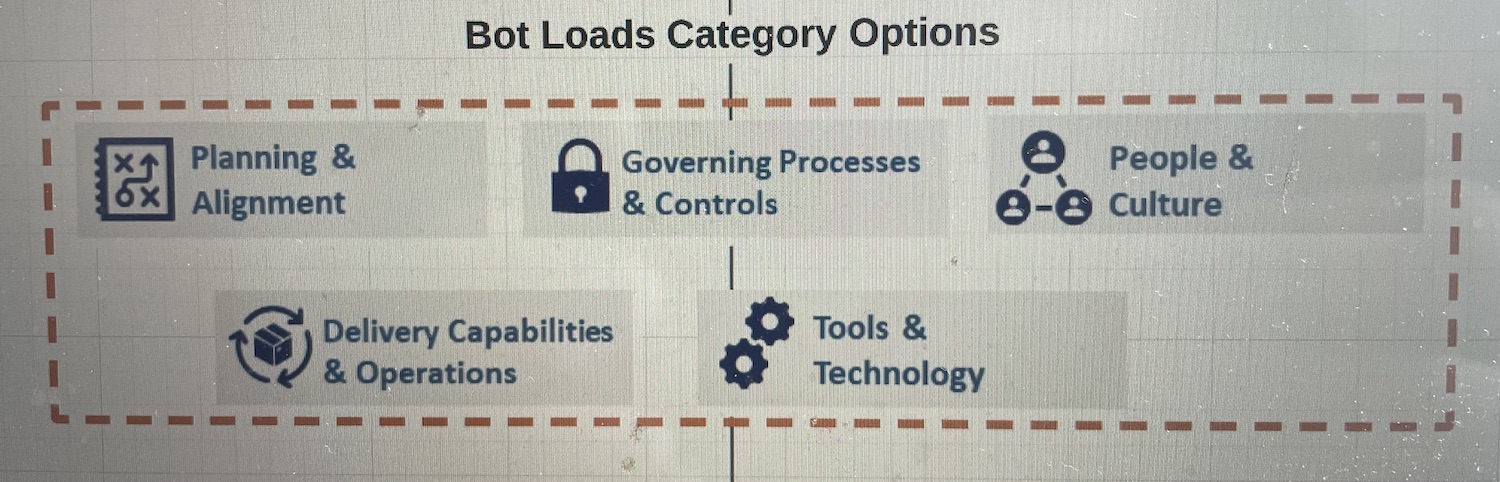 Bot Loads Category Options
Planning &
Alignment
Governing Processes
& Controls
People &
Culture
Delivery Capabilities
& Operations
Tools &
Technology